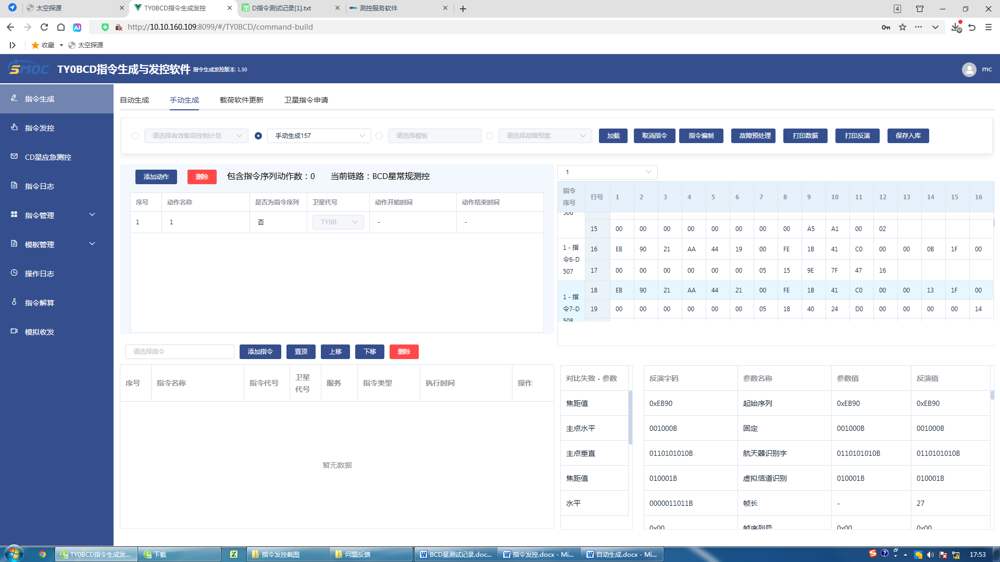 太空探源
TY0BCD指令生成发控
D指令测试记录[1].txt
测控服务软件
4
AI
http://10.10.160.109:8099/#/TY0BCD/command-build
收藏
太空探源
SMOC
TY0BCD指令生成与发控软件 指令生成发控版本: 1.30
mc
指令生成
指令发控
CD星应急测控
指令日志
指令管理
模板管理
操作日志
指令解算
模拟收发
自动生成 手动生成 载荷软件更新 卫星指令申请
请选择有效载荷控制计划 手动生成157 请选择模板 请选择故障预案 加载 取消指令 指令编制 故障预处理 打印数据 打印反演 保存入库
添加动作 删除 包含指令序列动作数：0 当前链路：BCD星常规测控
序号 动作名称 是否为指令序列 卫星代号 动作开始时间 动作结束时间
1 1 否 TY0B - -
1
指令序号 行号 1 2 3 4 5 6 7 8 9 10 11 12 13 14 15 16
506
15 00 00 00 00 00 00 00 00 A5 A1 00 02
1 - 指令6-D507
16 EB 90 21 AA 44 19 00 FE 1B 41 C0 00 00 0B 1F 00
17 00 00 00 00 00 00 05 15 9E 7F 47 16
1 - 指令7-D508
18 EB 90 21 AA 44 21 00 FE 1B 41 C0 00 00 13 1F 00
19 00 00 00 00 00 00 05 18 40 24 D0 00 00 00 00 14
请选择指令 添加指令 置顶 上移 下移 删除
序号 指令名称 指令代号 卫星代号 服务 指令类型 执行时间 操作
暂无数据
对比失败 - 参数
焦距值
主点水平
主点垂直
焦距值
水平
反演字码 参数名称 参数值 反演值
0xEB90 起始序列 0xEB90 0xEB90
001000B 固定 001000B 001000B
0110101010B 航天器识别字 0110101010B 0110101010B
010001B 虚拟信道识别 010001B 010001B
0000011011B 帧长 - 27
0x00 帧序列号 0x00 0x00
TY0BCD指令生成发...
下载
指令发控截图
问题反馈
BCD星测试记录.doc...
指令发控.docx - Mi...
自动生成.docx - Mi...
17:53